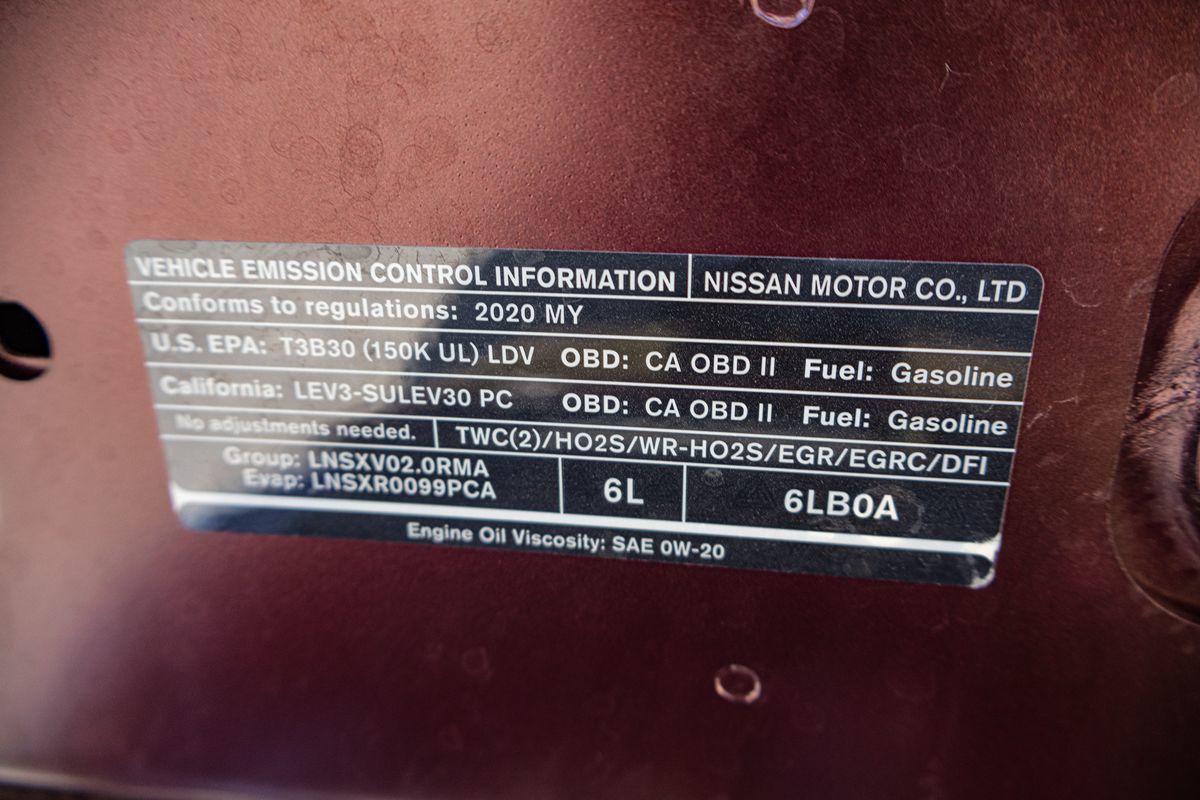 VEHICLE EMISSION CONTROL INFORMATION NISSAN MOTOR CO., LTD
Conforms to regulations: 2020 MY
U.S. EPA: T3B30 (150K UL) LDV OBD: CA OBD II Fuel: Gasoline
California: LEV3-SULEV30 PC OBD: CA OBD II Fuel: Gasoline
No adjustments needed. TWC(2)/HO2S/WR-HO2S/EGR/EGRC/DFI
Group: LNSXV02.0RMA
Evap: LNSXR0099PCA
6L 6LB0A
Engine Oil Viscosity: SAE 0W-20